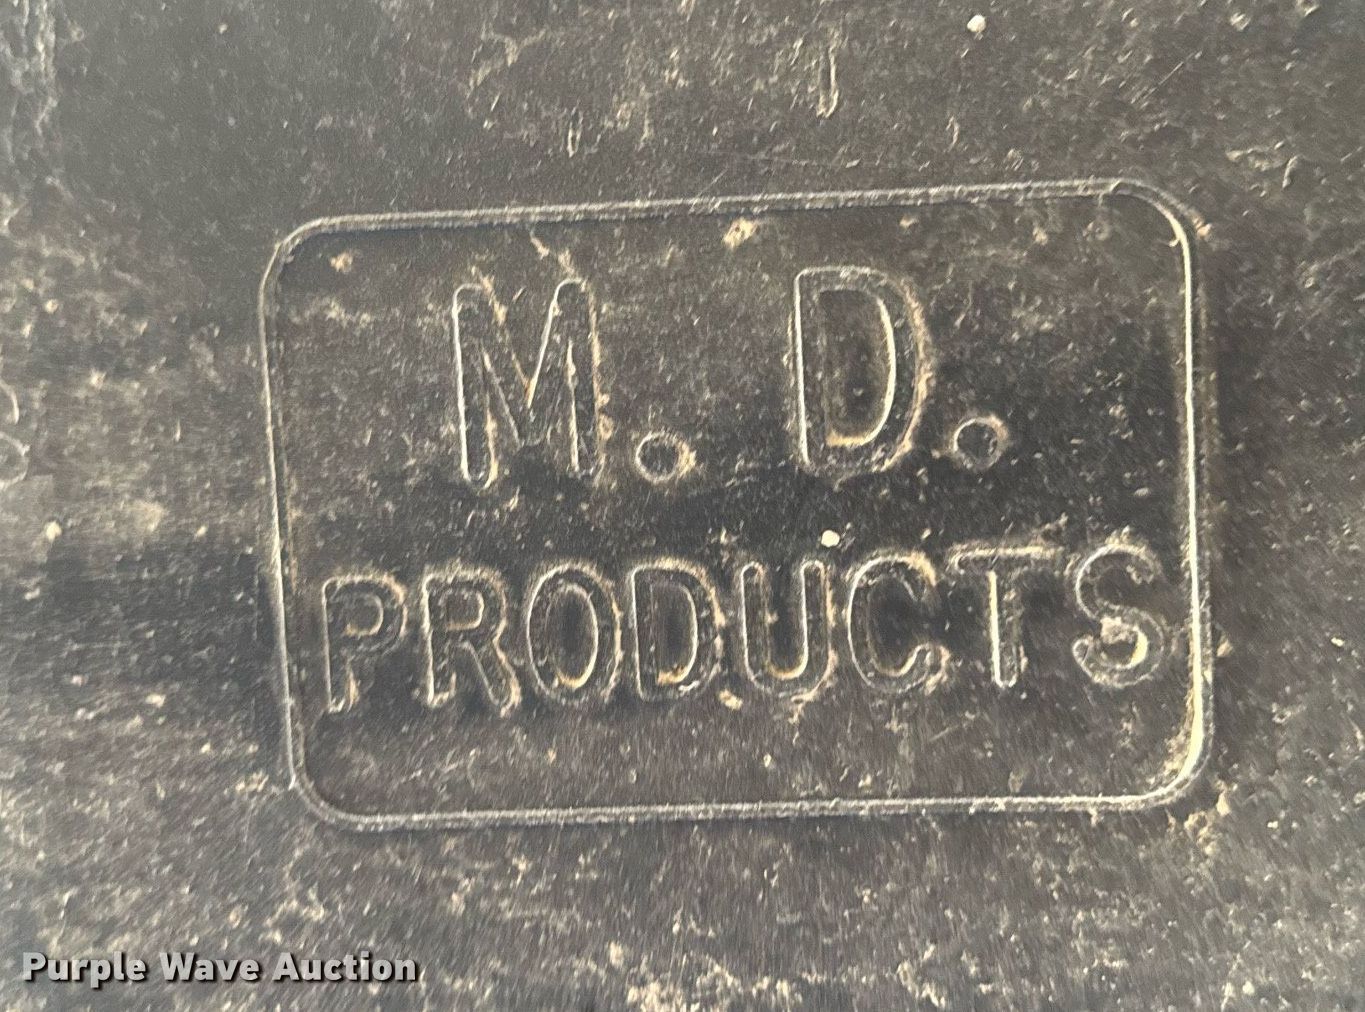 M. D.
PRODUCTS
Purple Wave Auction